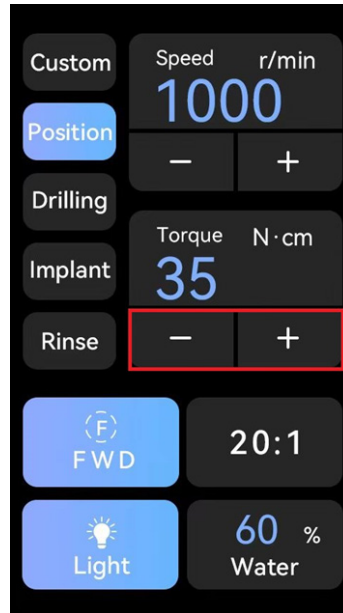 Custom
Position
Drilling
Implant
Rinse
Speed r/min
1000
− +
Torque N·cm
35
− +
F
FWD
20:1
Light
60 %
Water